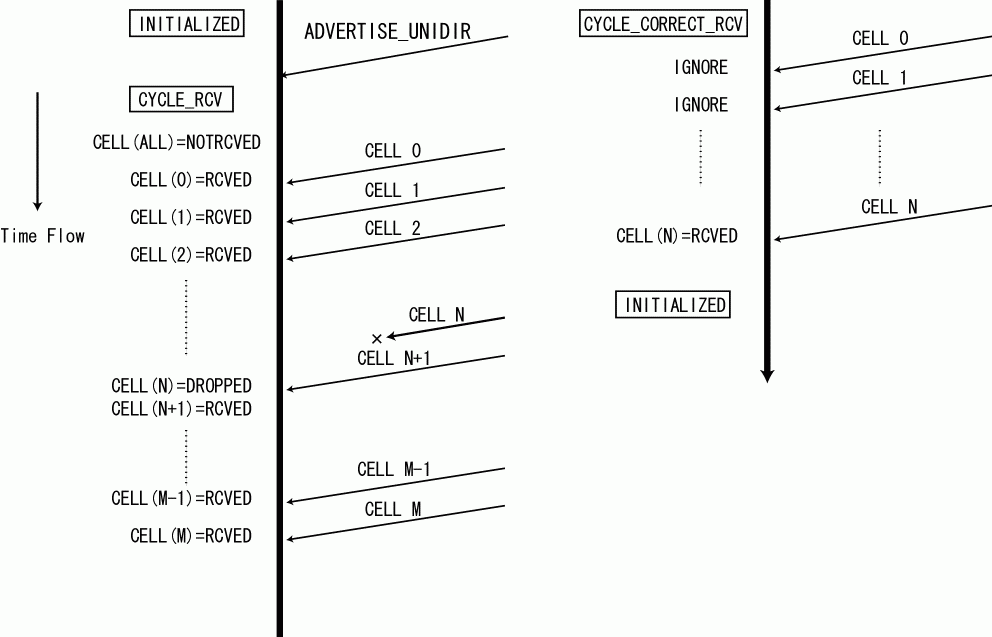 INITIALIZED
ADVERTISE_UNIDIR
CYCLE_RCV
CELL(ALL)=NOTRCVED
CELL 0
CELL(0)=RCVED
CELL 1
CELL(1)=RCVED
CELL 2
Time Flow
CELL(2)=RCVED
CELL N
×
CELL N+1
CELL(N)=DROPPED
CELL(N+1)=RCVED
CELL M-1
CELL(M-1)=RCVED
CELL M
CELL(M)=RCVED
CYCLE_CORRECT_RCV
CELL 0
IGNORE
CELL 1
IGNORE
CELL N
CELL(N)=RCVED
INITIALIZED